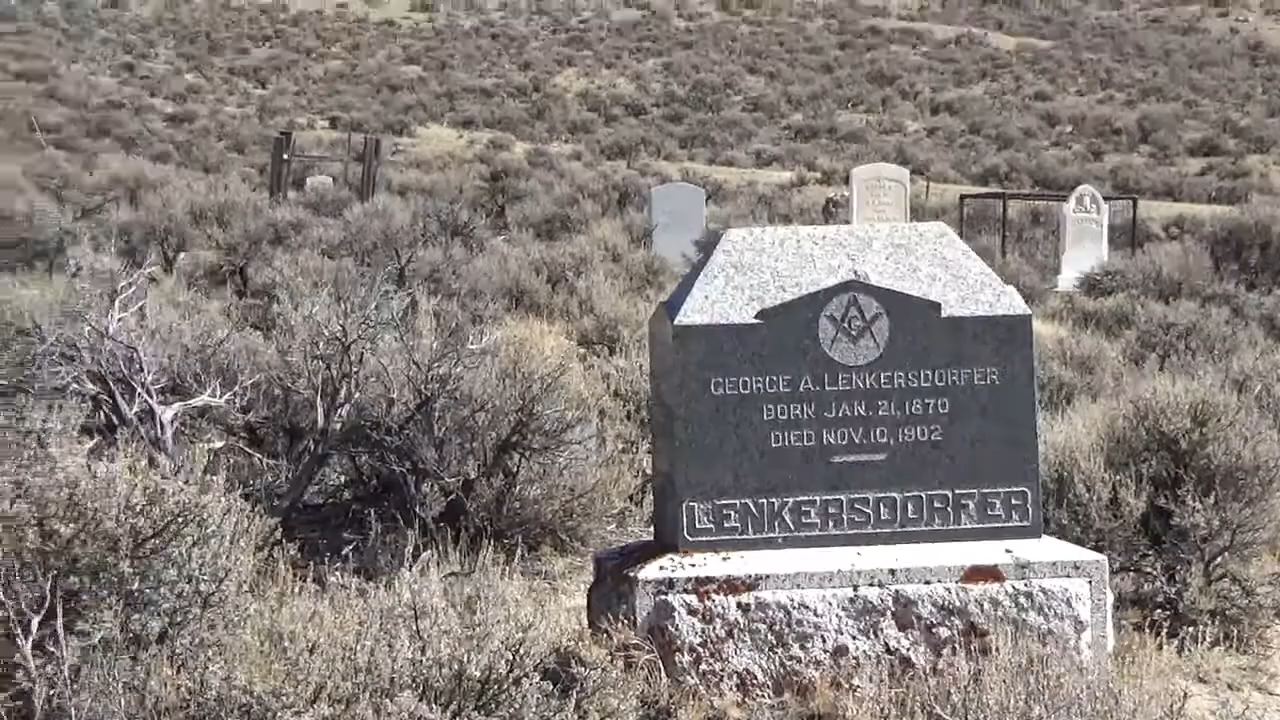 G
GEORGE A. LENKERSDORFER
BORN JAN. 21, 1870
DIED NOV. 10, 1902
LENKERSDORFER